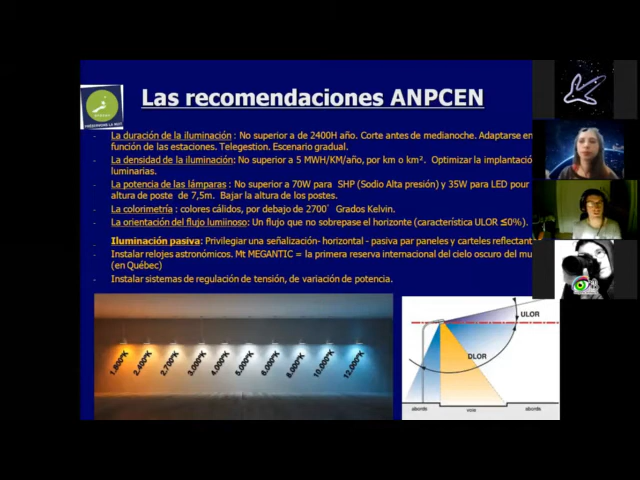 Las recomendaciones ANPCEN
- La duración de la iluminación : No superior a de 2400H año. Corte antes de medianoche. Adaptarse en
función de las estaciones. Telegestion. Escenario gradual.
- La densidad de la iluminación: No superior a 5 MWH/KM/año, por km o km². Optimizar la implantació
luminarias.
- La potencia de las lámparas : No superior a 70W para SHP (Sodio Alta presión) y 35W para LED pour
altura de poste de 7,5m. Bajar la altura de los postes.
- La colorimetría : colores cálidos, por debajo de 2700° Grados Kelvin.
- La orientación del flujo lumiinoso: Un flujo que no sobrepase el horizonte (característica ULOR ≤0%).
- Iluminación pasiva: Privilegiar una señalización- horizontal - pasiva par paneles y carteles reflectant
- Instalar relojes astronómicos. Mt MEGANTIC = la primera reserva internacional del cielo oscuro del mu
(en Québec)
- Instalar sistemas de regulación de tensión, de variación de potencia.
1.800°K 2.400°K 2.700°K 3.000°K 4.000°K 5.000°K 6.000°K 8.000°K 10.000°K 12.000°K
ULOR
DLOR
abords voie abords